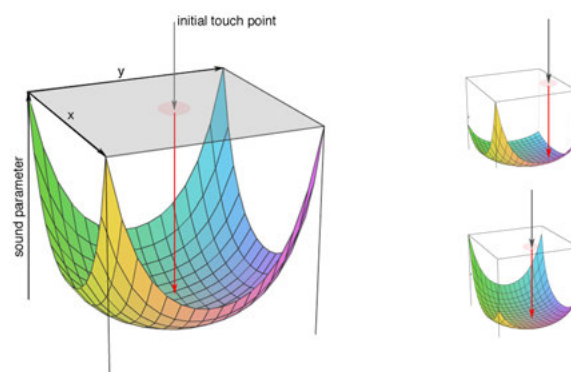 initial touch point
y
x
sound parameter